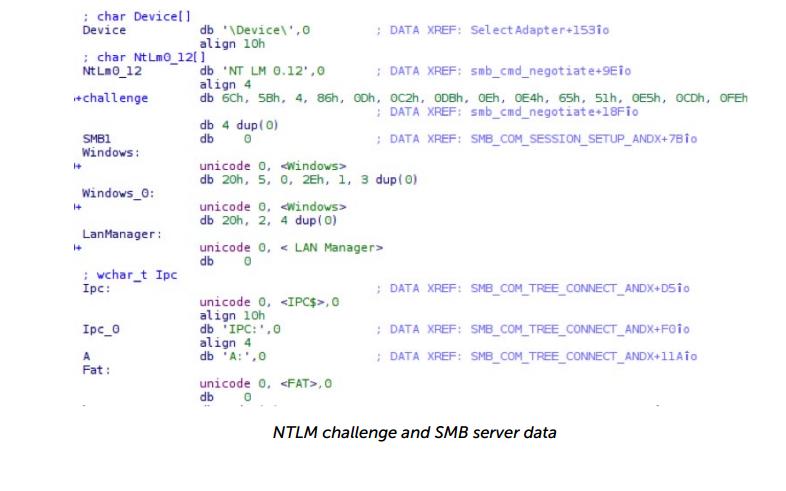 ; char Device[]
Device db '\Device\',0 ; DATA XREF: SelectAdapter+153↑o
align 10h
; char NtLm0_12[]
NtLm0_12 db 'NT LM 0.12',0 ; DATA XREF: smb_cmd_negotiate+9E↑o
align 4
+challenge db 6Ch, 5Bh, 4, 86h, 0Dh, 0C2h, 0DBh, 0Eh, 0E4h, 65h, 51h, 0E5h, 0CDh, 0FEh
; DATA XREF: smb_cmd_negotiate+18F↑o
db 4 dup(0)
SMB1 db 0 ; DATA XREF: SMB_COM_SESSION_SETUP_ANDX+7B↑o
Windows:
+ unicode 0, <Windows>
db 20h, 5, 0, 2Eh, 1, 3 dup(0)
Windows_0:
+ unicode 0, <Windows>
db 20h, 2, 4 dup(0)
LanManager:
+ unicode 0, < LAN Manager>
db 0
; wchar_t Ipc
Ipc: ; DATA XREF: SMB_COM_TREE_CONNECT_ANDX+D5↑o
unicode 0, <IPC$>,0
align 10h
Ipc_0 db 'IPC:',0 ; DATA XREF: SMB_COM_TREE_CONNECT_ANDX+F0↑o
align 4
A db 'A:',0 ; DATA XREF: SMB_COM_TREE_CONNECT_ANDX+11A↑o
Fat:
unicode 0, <FAT>,0
db 0
NTLM challenge and SMB server data